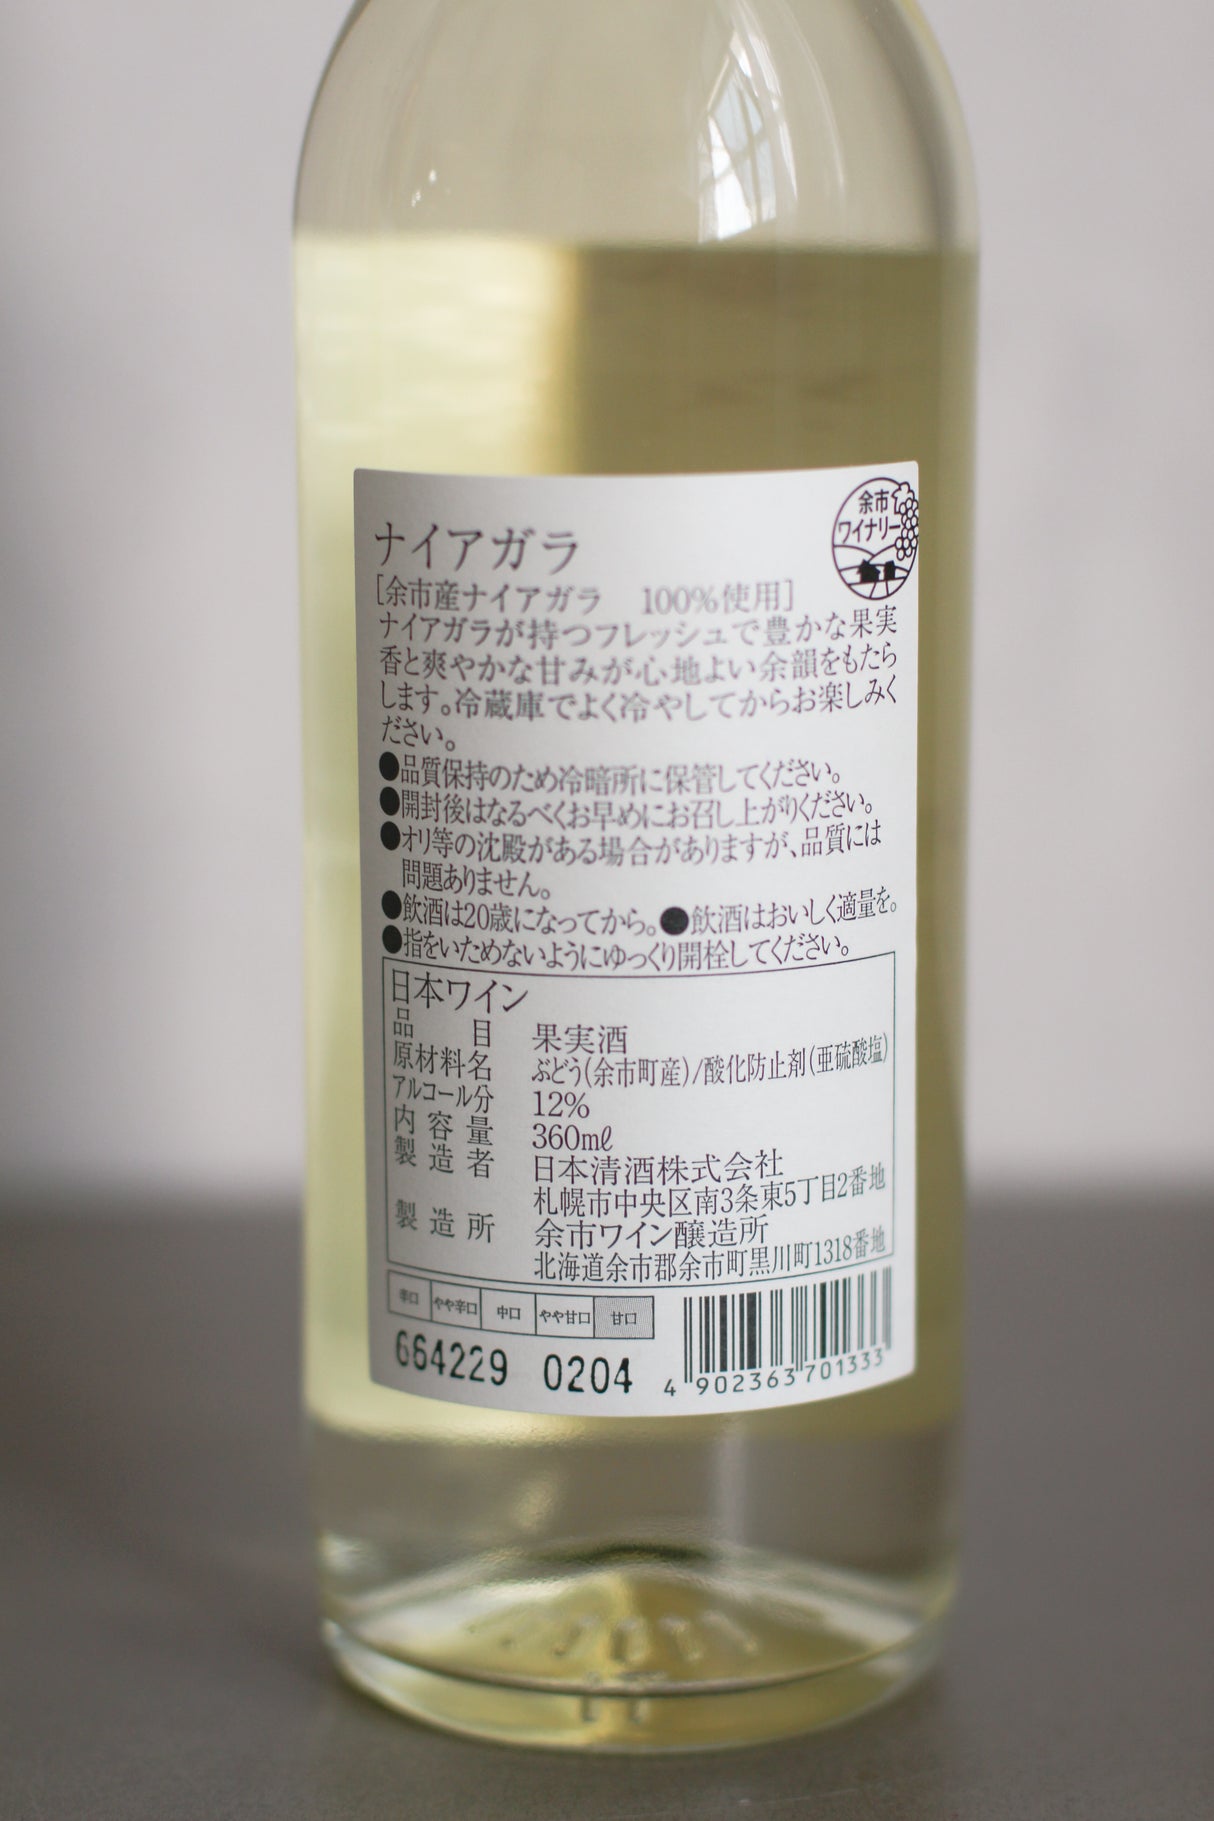 余市
ワイナリー
ナイアガラ
[余市産ナイアガラ 100%使用]
ナイアガラが持つフレッシュで豊かな果実
香と爽やかな甘みが心地よい余韻をもたら
します。冷蔵庫でよく冷やしてからお楽しみく
ださい。
●品質保持のため冷暗所に保管してください。
●開封後はなるべくお早めにお召し上がりください。
●オリ等の沈殿がある場合がありますが、品質には
問題ありません。
●飲酒は20歳になってから。●飲酒はおいしく適量を。
●指をいためないようにゆっくり開栓してください。
日本ワイン
品目 果実酒
原材料名 ぶどう(余市町産)/酸化防止剤(亜硫酸塩)
アルコール分 12%
内容量 360mℓ
製造者 日本清酒株式会社
札幌市中央区南3条東5丁目2番地
製造所 余市ワイン醸造所
北海道余市郡余市町黒川町1318番地
辛口 やや辛口 中口 やや甘口 甘口
664229 0204
4 902363 701333